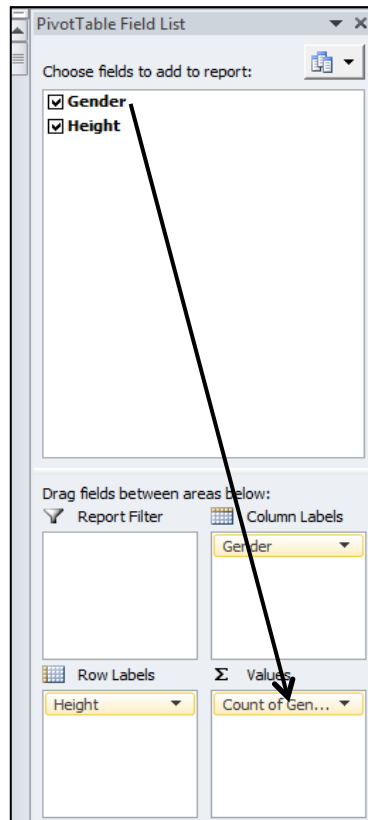 PivotTable Field List
Choose fields to add to report:
Gender
Height
Drag fields between areas below:
Report Filter
Column Labels
Gender
Row Labels
Σ Values
Height
Count of Gen...